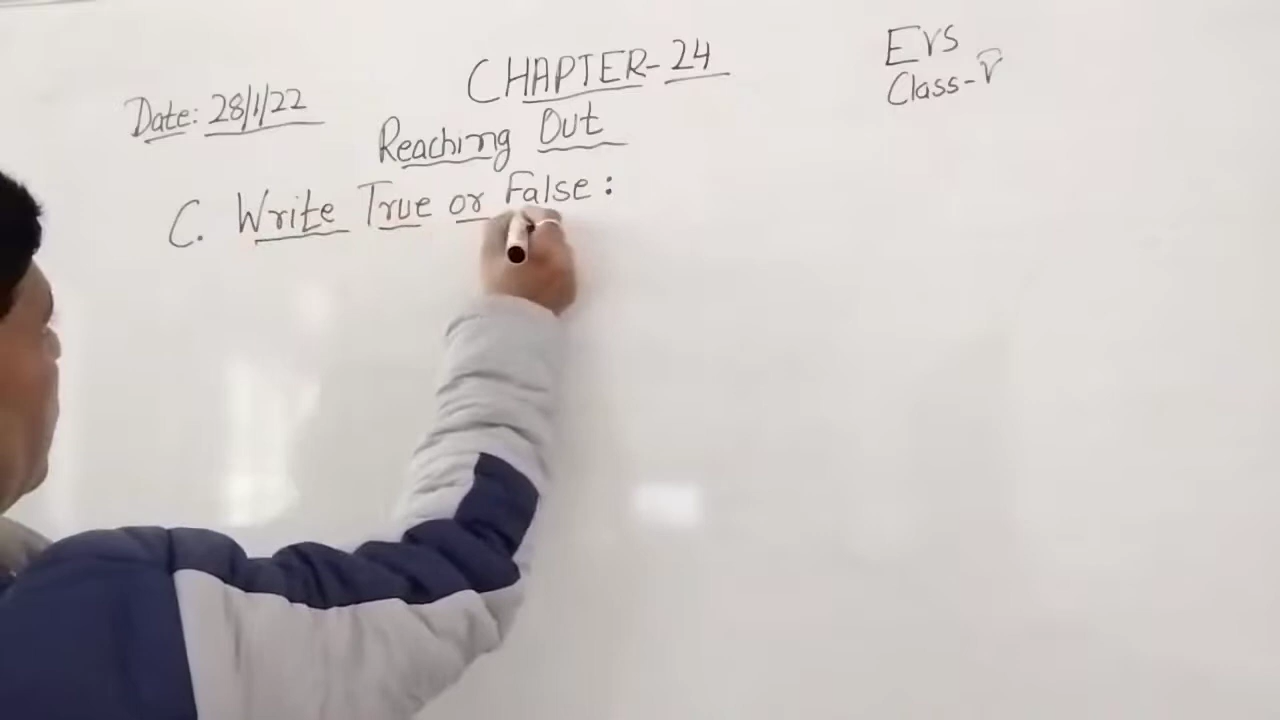 CHAPTER-24
EVS
Class-V
Date: 28/1/22
Reaching Out
C. Write True or False: